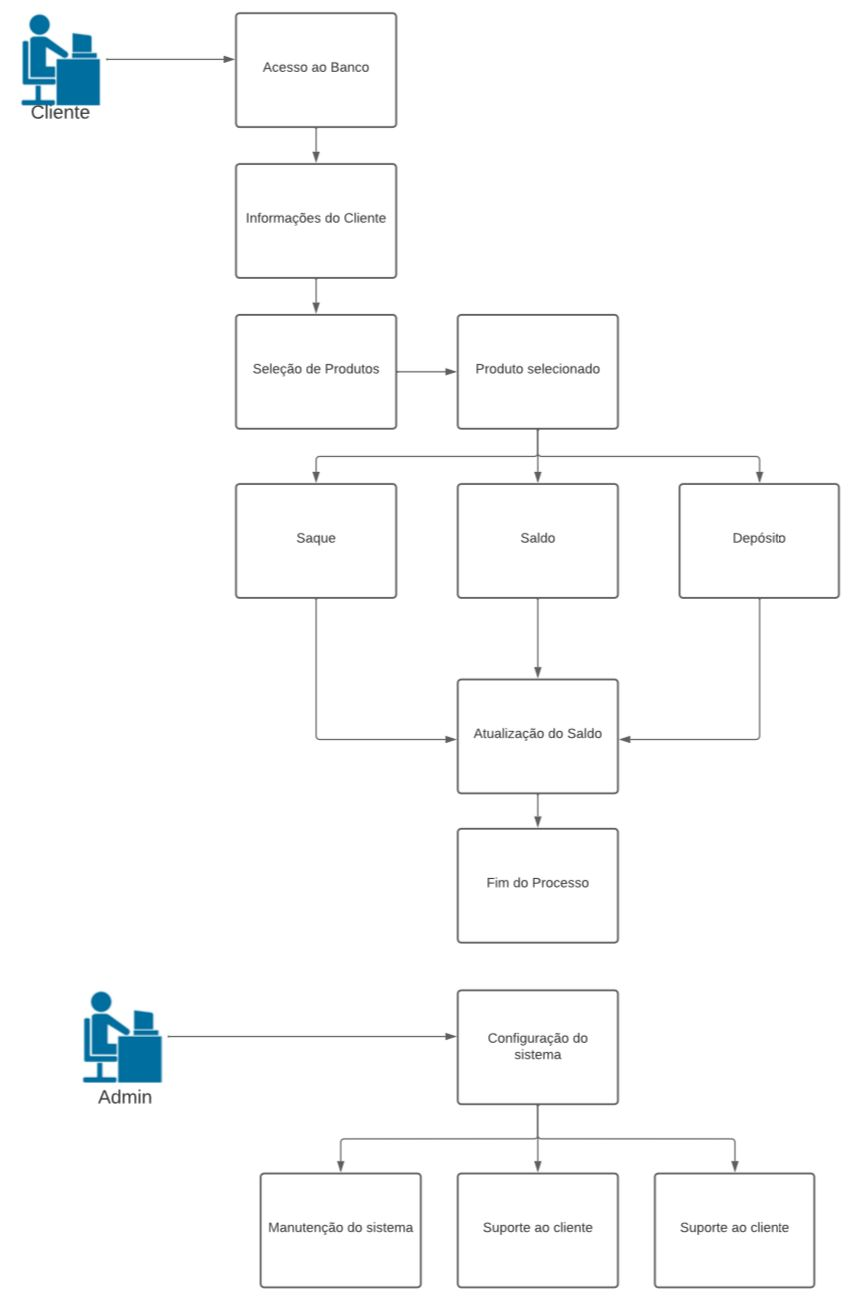 Cliente
Acesso ao Banco
Informações do Cliente
Seleção de Produtos
Produto selecionado
Saque
Saldo
Depósito
Atualização do Saldo
Fim do Processo
Admin
Configuração do
sistema
Manutenção do sistema
Suporte ao cliente
Suporte ao cliente